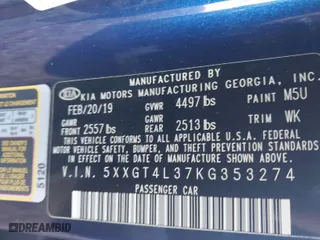 KIA KIA MOTORS MANUFACTURING GEORGIA, INC.
FEB/20/19 GVWR 4497 lbs PAINT M5U
GAWR GAWR
FRONT 2557 lbs REAR 2513 lbs TRIM WK
THIS VEHICLE CONFORMS TO ALL APPLICABLE U.S.A. FEDERAL MOTOR
VEHICLE SAFETY, BUMPER, AND THEFT PREVENTION STANDARDS IN
EFFECT ON THE DATE OF MANUFACTURE SHOWN ABOVE.
V.I.N. 5XXGT4L37KG353274
PASSENGER CAR
5120
DREAMBID